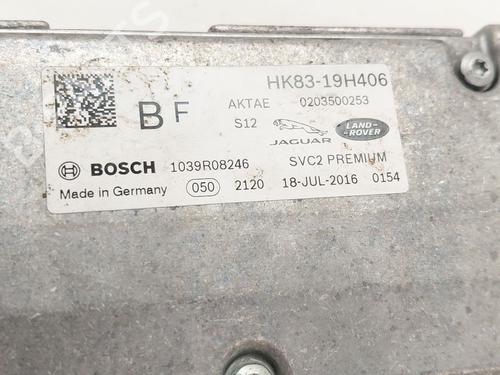 HK83-19H406
B F
AKTAE 0203500253
S12
JAGUAR
LAND-ROVER
BOSCH 1039R08246
SVC2 PREMIUM
Made in Germany 050 2120 18-JUL-2016 0154